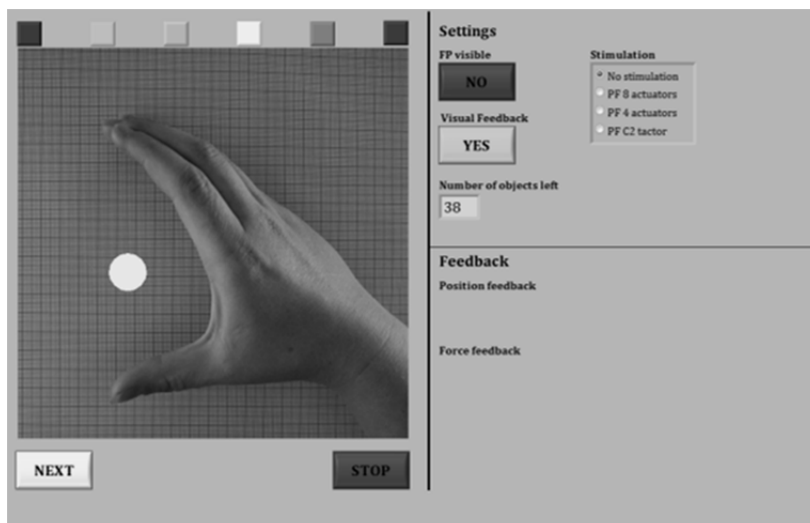 Settings
FP visible
NO
Stimulation
No stimulation
PF 8 actuators
PF 4 actuators
PF C2 tactor
Visual Feedback
YES
Number of objects left
38
Feedback
Position feedback
Force feedback
NEXT
STOP